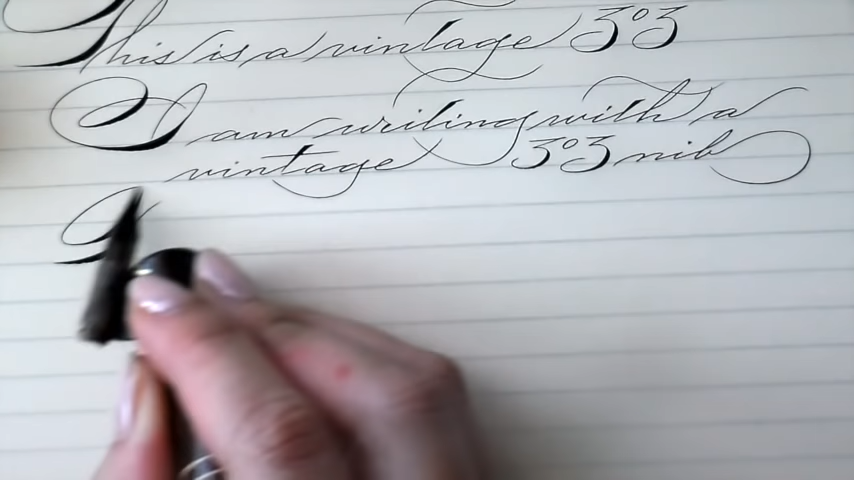 This is a vintage 303
I am writing with a
vintage 303 nib